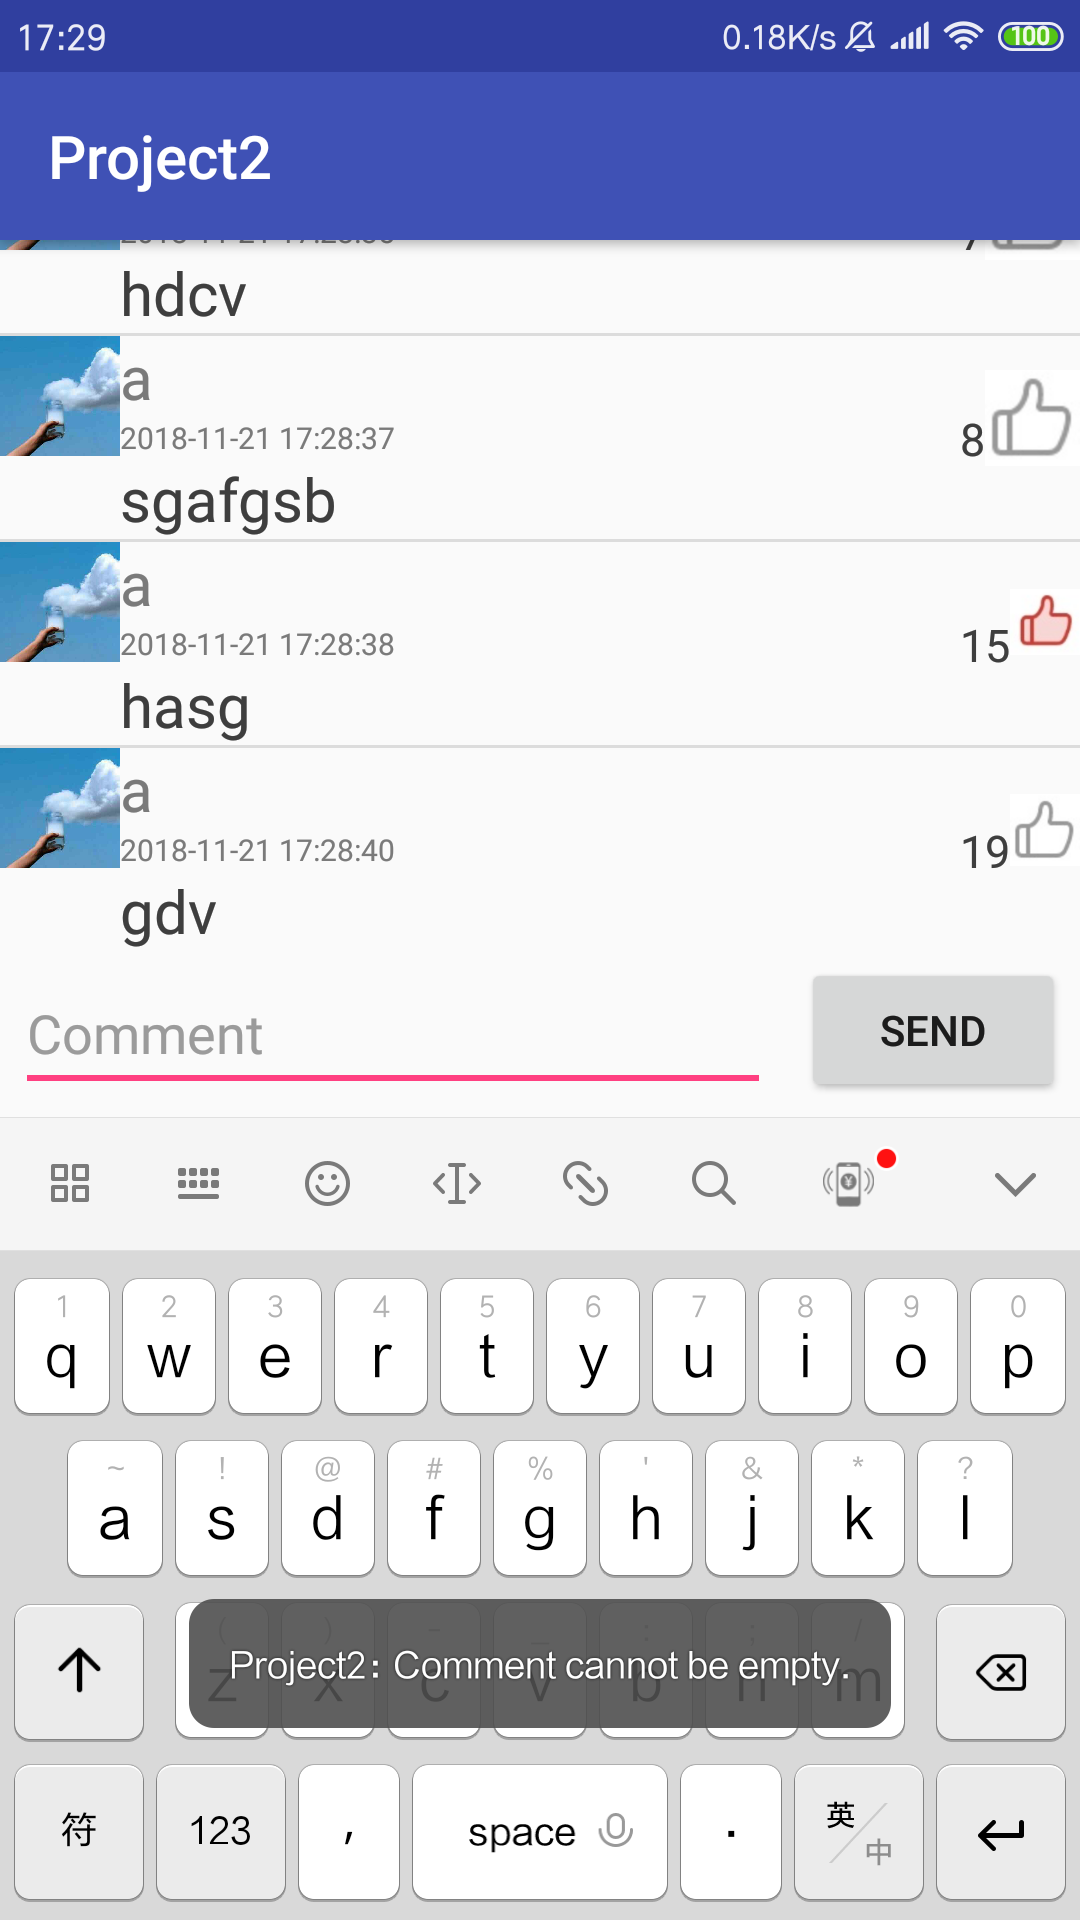 17:29 0.18K/s 100
Project2
hdcv
a
2018-11-21 17:28:37
8
sgafgsb
a
2018-11-21 17:28:38
15
hasg
a
2018-11-21 17:28:40
19
gdv
Comment SEND
1 2 3 4 5 6 7 8 9 0
q w e r t y u i o p
~ ! @ # % ' & * ?
a s d f g h j k l
Project2: Comment cannot be empty.
z x c v b n m
符 123 , space . 英 中